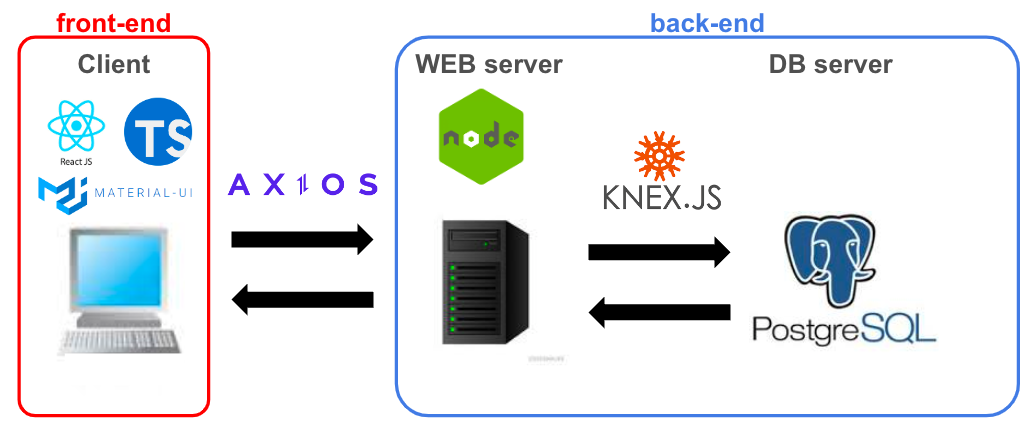 front-end
back-end
Client
WEB server
DB server
React JS
TS
MATERIAL-UI
AXIOS
node
KNEX.JS
PostgreSQL